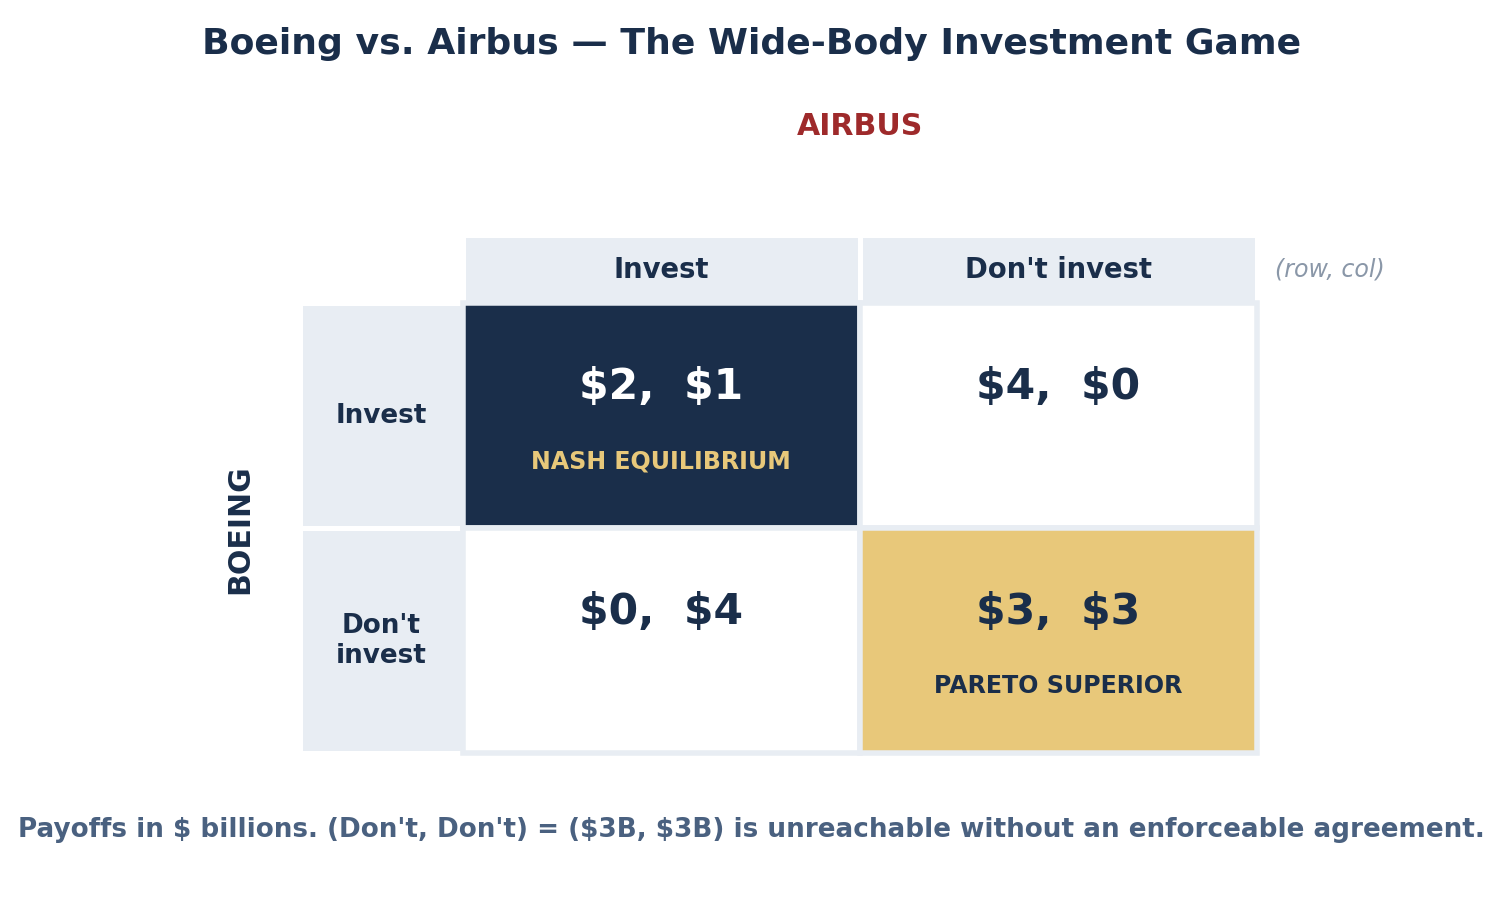 Boeing vs. Airbus — The Wide-Body Investment Game
AIRBUS
Invest
Don't invest
(row, col)
BOEING
Invest
$2,  $1
NASH EQUILIBRIUM
$4,  $0
Don't
invest
$0,  $4
$3,  $3
PARETO SUPERIOR
Payoffs in $ billions. (Don't, Don't) = ($3B, $3B) is unreachable without an enforceable agreement.